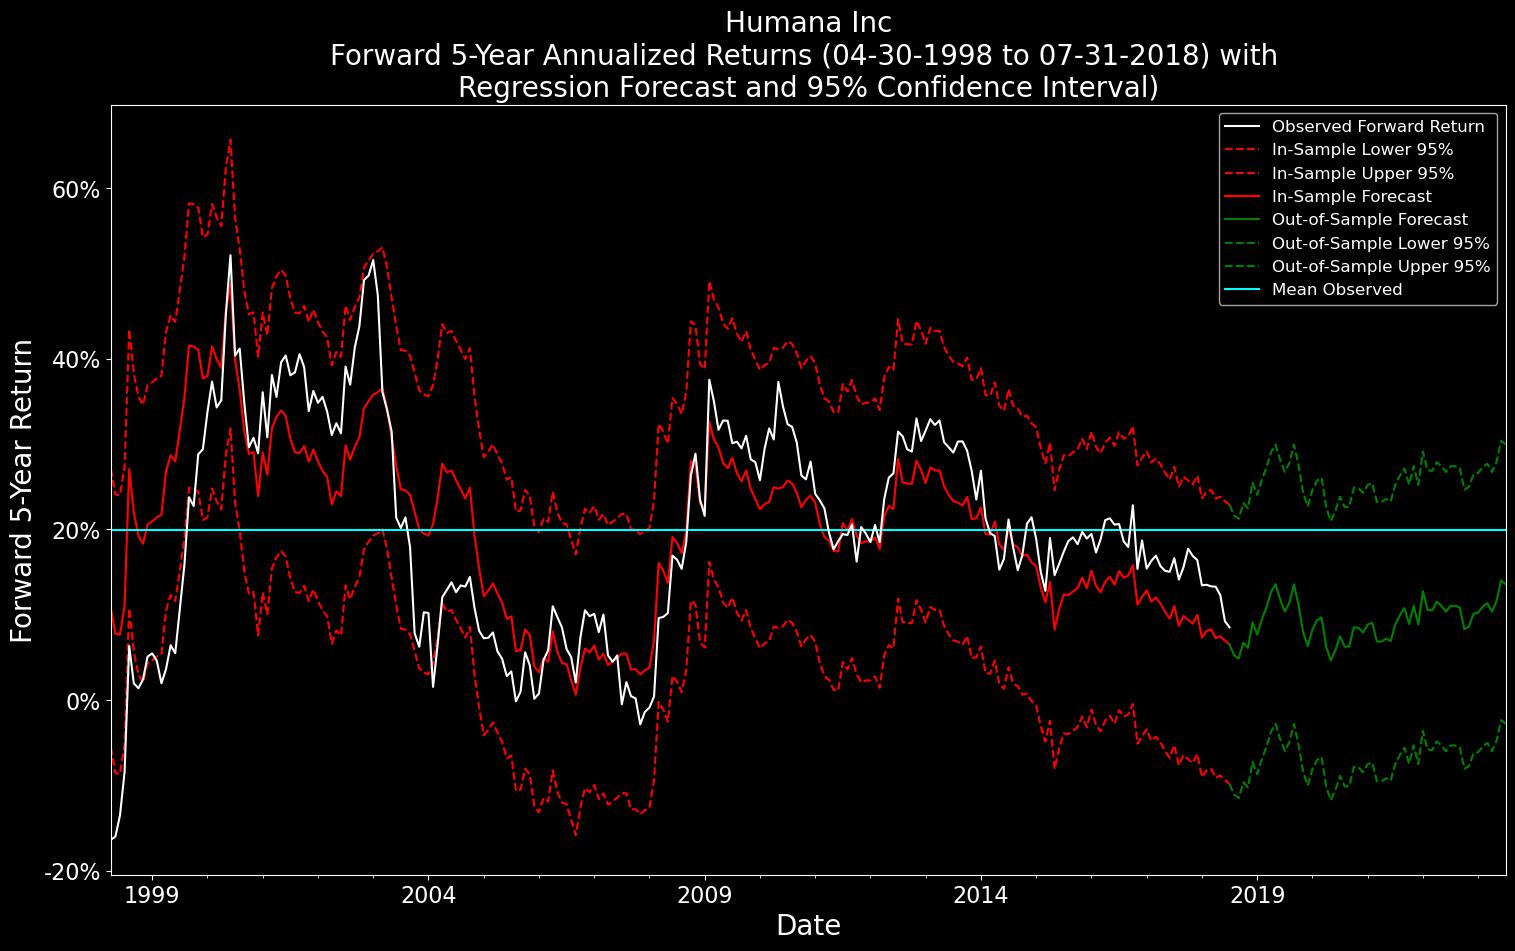 Humana Inc
Forward 5-Year Annualized Returns (04-30-1998 to 07-31-2018) with
Regression Forecast and 95% Confidence Interval)
Observed Forward Return
In-Sample Lower 95%
In-Sample Upper 95%
In-Sample Forecast
Out-of-Sample Forecast
Out-of-Sample Lower 95%
Out-of-Sample Upper 95%
Mean Observed
Forward 5-Year Return
60%
40%
20%
0%
-20%
1999
2004
2009
2014
2019
Date